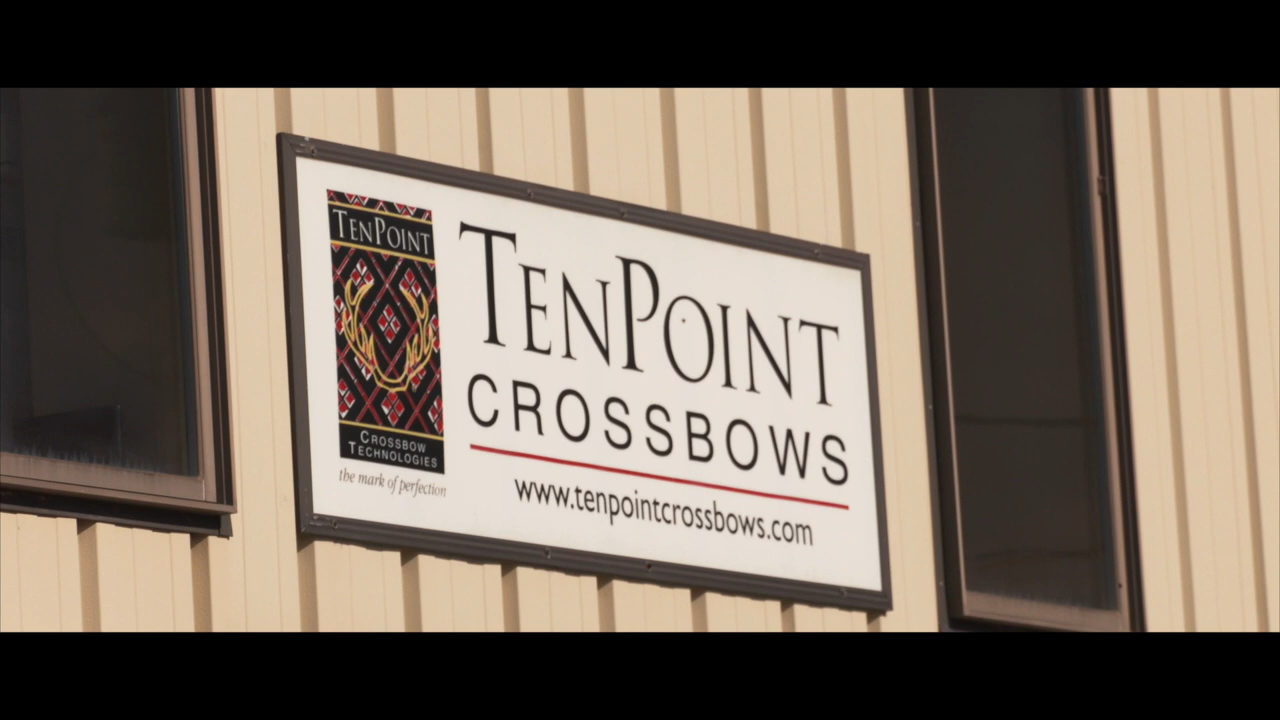 TENPOINT
CROSSBOW
TECHNOLOGIES
the mark of perfection
TENPOINT
CROSSBOWS
www.tenpointcrossbows.com